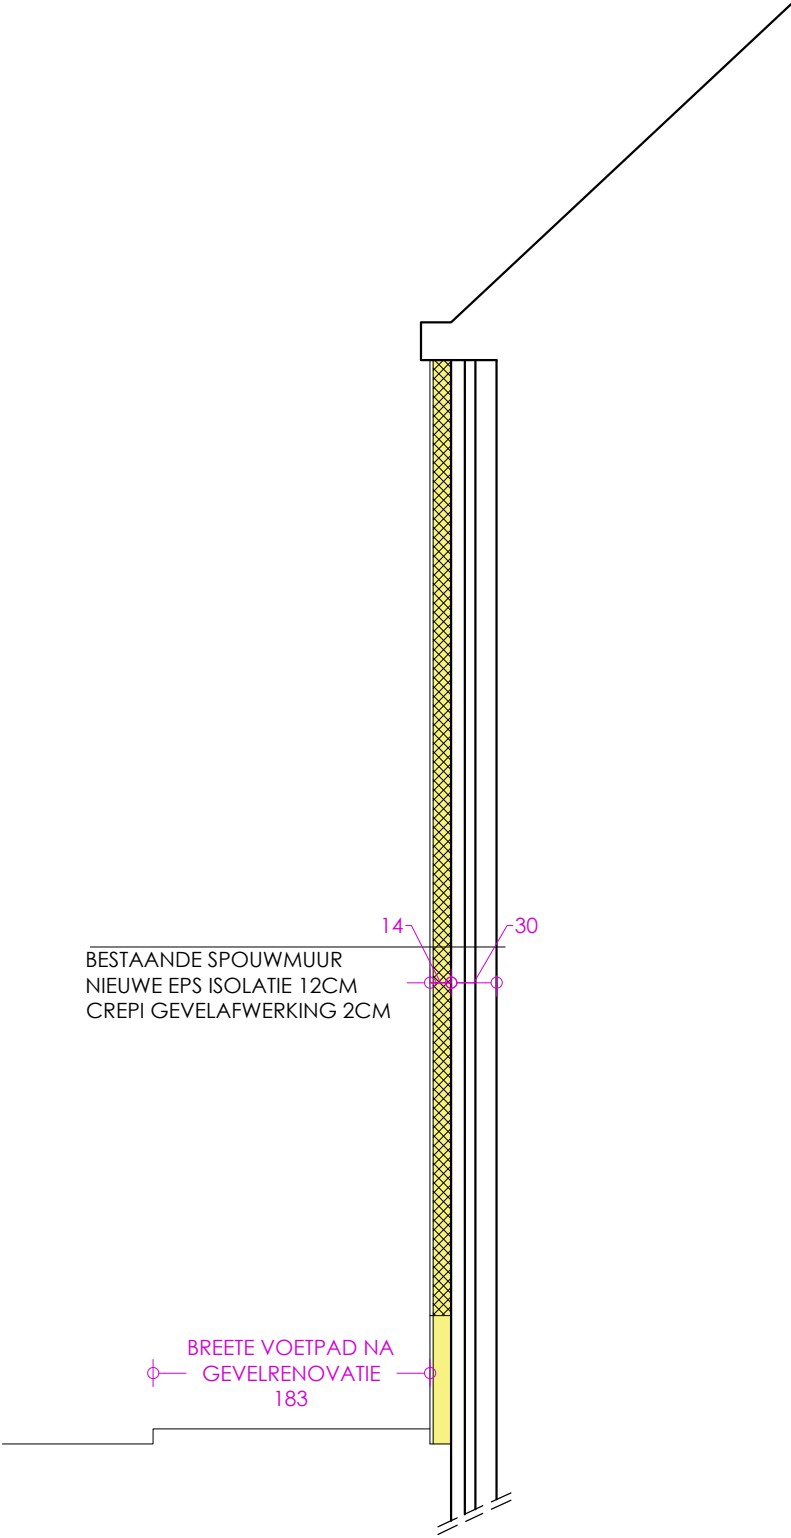 14
30
BESTAANDE SPOUWMUUR
NIEUWE EPS ISOLATIE 12CM
CREPI GEVELAFWERKING 2CM
BREETE VOETPAD NA
GEVELRENOVATIE
183